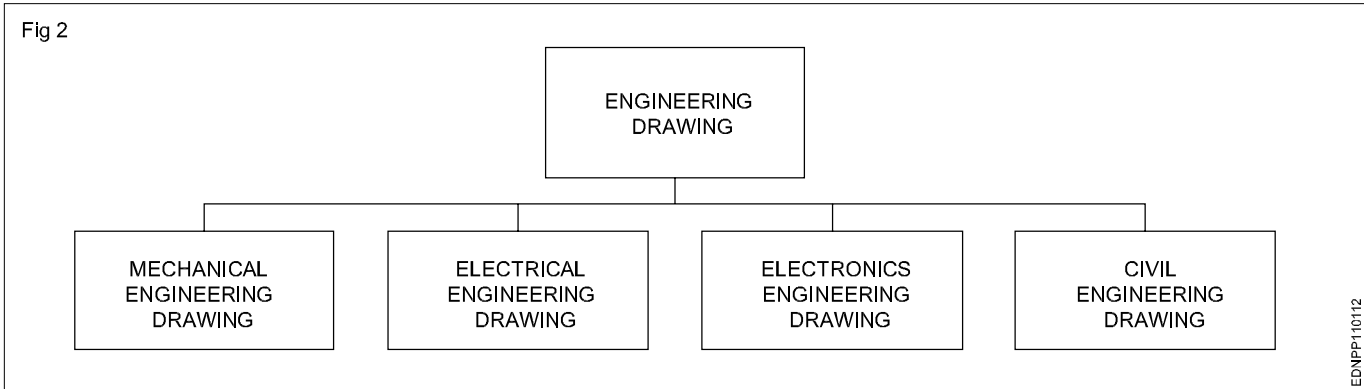 Fig 2
ENGINEERING
DRAWING
MECHANICAL
ENGINEERING
DRAWING
ELECTRICAL
ENGINEERING
DRAWING
ELECTRONICS
ENGINEERING
DRAWING
CIVIL
ENGINEERING
DRAWING
EDNPP110112